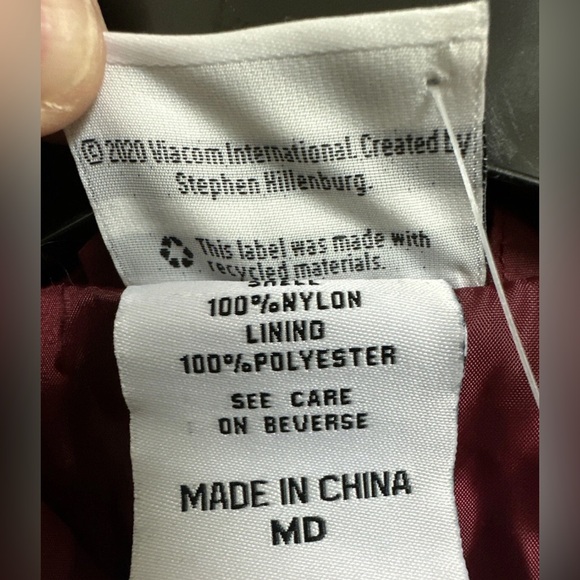 © 2020 Viacom International. Created by
Stephen Hillenburg.
This label was made with
recycled materials.
100%NYLON
LINING
100%POLYESTER
SEE CARE
ON BEVERSE
MADE IN CHINA
MD